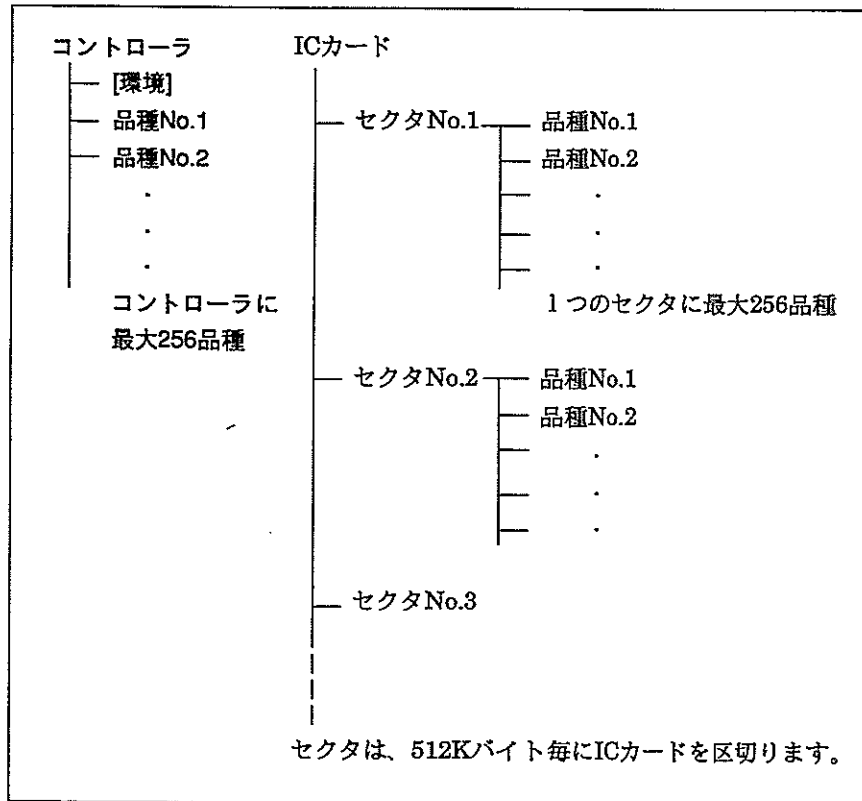 コントローラ
[環境]
品種No.1
品種No.2
・
・
・
コントローラに
最大256品種
ICカード
セクタNo.1
品種No.1
品種No.2
・
・
・
1つのセクタに最大256品種
セクタNo.2
品種No.1
品種No.2
・
・
・
セクタNo.3
セクタは、512Kバイト毎にICカードを区切ります。